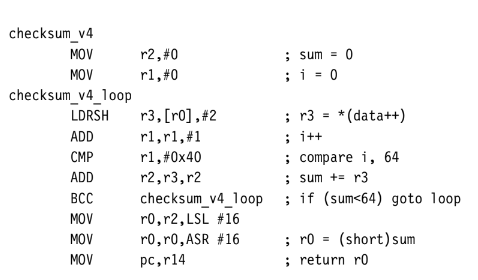 checksum_v4
MOV r2,#0 ; sum = 0
MOV r1,#0 ; i = 0
checksum_v4_loop
LDRSH r3,[r0],#2 ; r3 = *(data++)
ADD r1,r1,#1 ; i++
CMP r1,#0x40 ; compare i, 64
ADD r2,r3,r2 ; sum += r3
BCC checksum_v4_loop ; if (sum<64) goto loop
MOV r0,r2,LSL #16
MOV r0,r0,ASR #16 ; r0 = (short)sum
MOV pc,r14 ; return r0